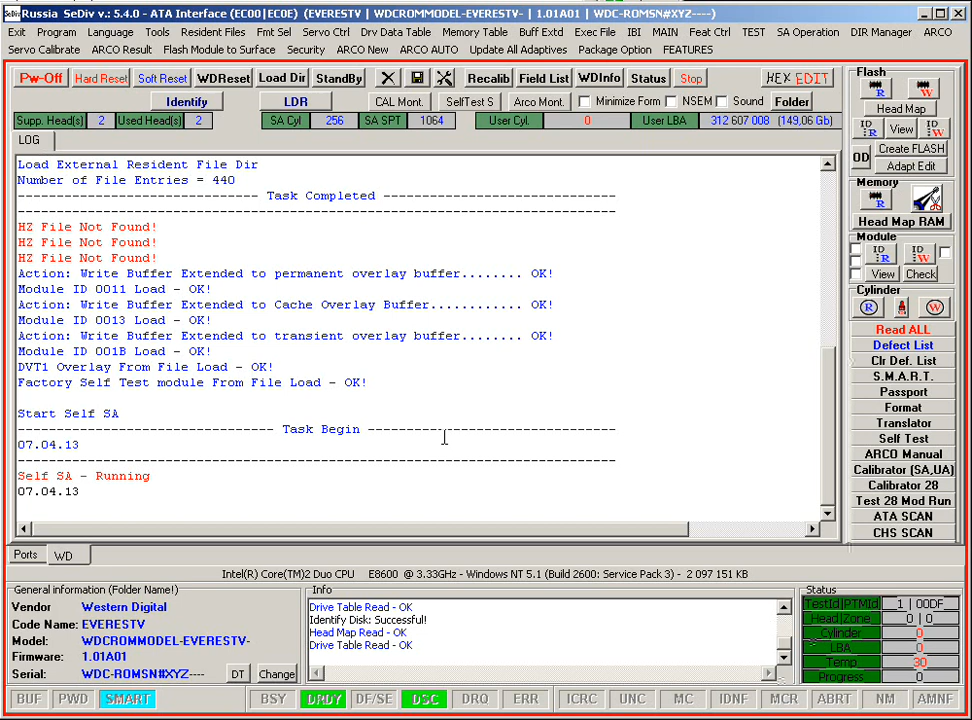 Russia SeDiv v.: 5.4.0 - ATA Interface (EC00|EC0E) (EVERESTV | WDCROMMODEL-EVERESTV- | 1.01A01 | WDC-ROMSN#XYZ----)
Exit Program Language Tools Resident Files Fmt Sel Servo Ctrl Drv Data Table Memory Table Buff Extd Exec File IBI MAIN Feat Ctrl TEST SA Operation DIR Manager ARCO
Servo Calibrate ARCO Result Flash Module to Surface Security ARCO New ARCO AUTO Update All Adaptives Package Option FEATURES
Pw-Off Hard Reset Soft Reset WDReset Load Dir StandBy Recalib Field List WDInfo Status Stop HEX EDIT
Identify LDR CAL Mont. SelfTest S Arco Mont. Minimize Form NSEM Sound Folder
Supp. Head(s) 2 Used Head(s) 2 SA Cyl 256 SA SPT 1064 User Cyl. 0 User LBA 312 607 008 (149,06 Gb)
LOG
Load External Resident File Dir
Number of File Entries = 440
------------------------------- Task Completed ------------------------------
----------------------------------------------------------------------------
HZ File Not Found!
HZ File Not Found!
HZ File Not Found!
Action: Write Buffer Extended to permanent overlay buffer........ OK!
Module ID 0011 Load - OK!
Action: Write Buffer Extended to Cache Overlay Buffer............ OK!
Module ID 0013 Load - OK!
Action: Write Buffer Extended to transient overlay buffer........ OK!
Module ID 001B Load - OK!
DVT1 Overlay From File Load - OK!
Factory Self Test module From File Load - OK!
Start Self SA
--------------------------------- Task Begin --------------------------------
07.04.13
----------------------------------------------------------------------------
Self SA - Running
07.04.13
Flash
R W
Head Map
ID R View ID W
OD Create FLASH
Adapt Edit
Memory
R
Head Map RAM
Module
ID R ID W
View Check
Cylinder
R W
Read ALL
Defect List
Clr Def. List
S.M.A.R.T.
Passport
Format
Translator
Self Test
ARCO Manual
Calibrator (SA,UA)
Calibrator 28
Test 28 Mod Run
ATA SCAN
CHS SCAN
Ports WD
Intel(R) Core(TM)2 Duo CPU E8600 @ 3.33GHz - Windows NT 5.1 (Build 2600: Service Pack 3) - 2 097 151 KB
General information (Folder Name!)
Vendor Western Digital
Code Name: EVERESTV
Model: WDCROMMODEL-EVERESTV-
Firmware: 1.01A01
Serial: WDC-ROMSN#XYZ---- DT Change
Info
Drive Table Read - OK
Identify Disk: Successful!
Head Map Read - OK
Drive Table Read - OK
Status
TestId|PTMId 1 | 00DF
Head|Zone 0 | 0
Cylinder 0
LBA 0
Temp 30
Progress 0
BUF PWD SMART BSY DRDY DF/SE DSC DRQ ERR ICRC UNC MC IDNF MCR ABRT NM AMNF